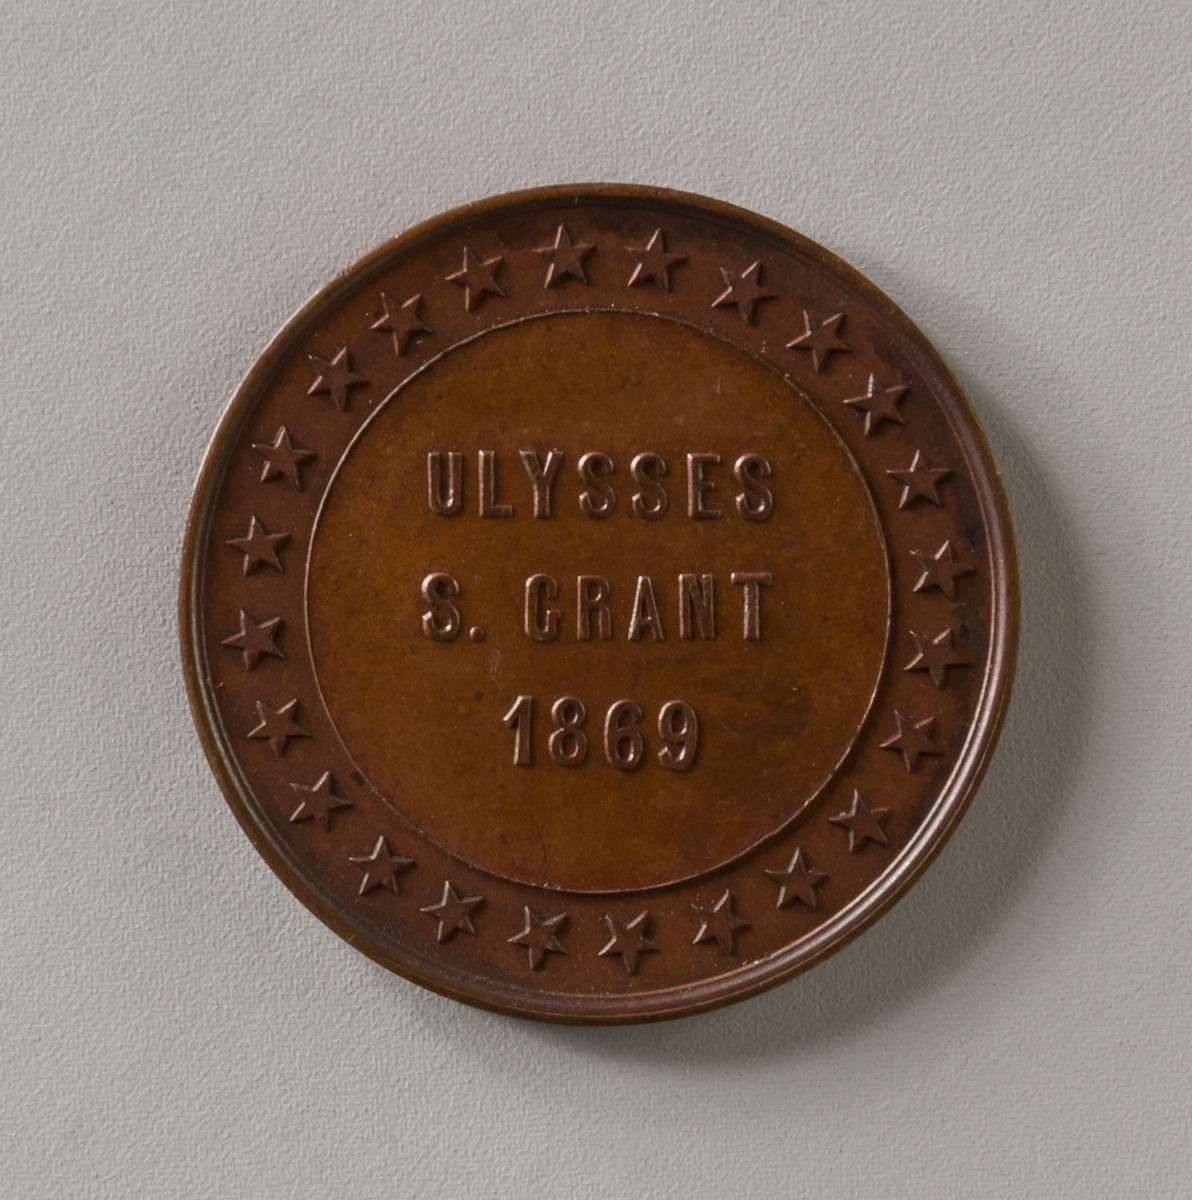 ULYSSES
S. GRANT
1869